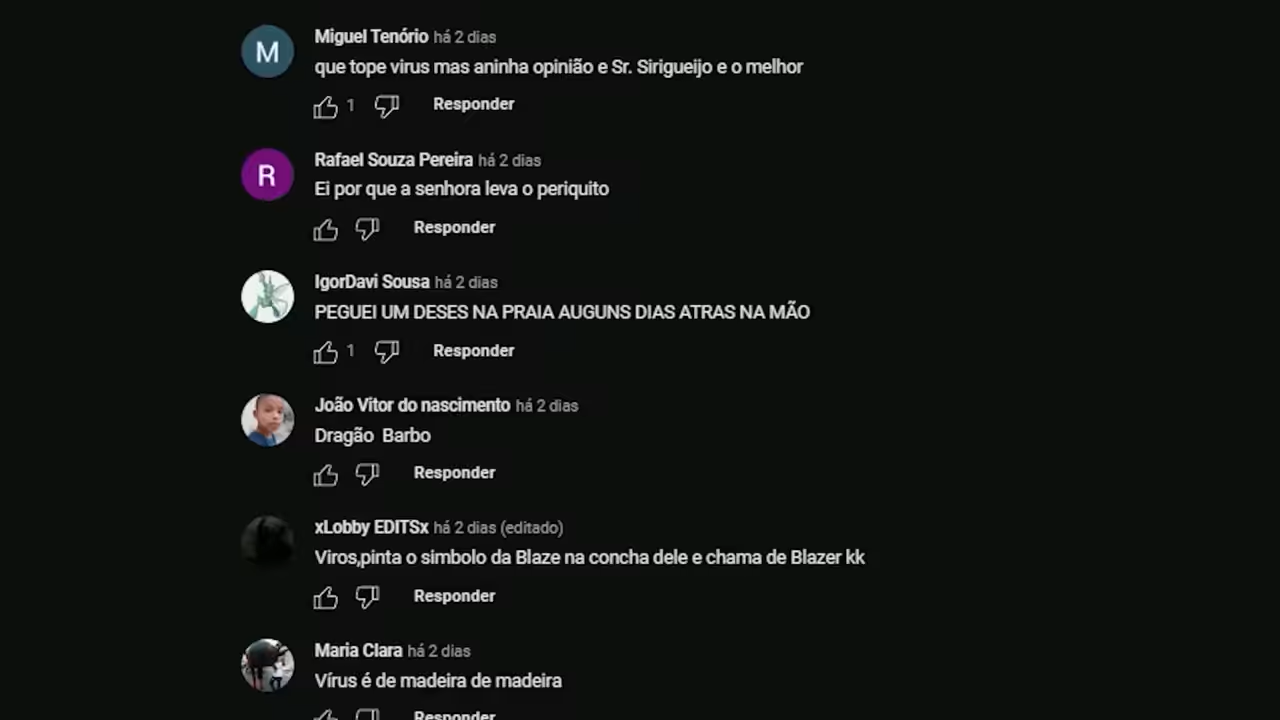 M
Miguel Tenório há 2 dias
que tope virus mas aninha opinião e Sr. Sirigueijo e o melhor
1 Responder
R
Rafael Souza Pereira há 2 dias
Ei por que a senhora leva o periquito
Responder
IgorDavi Sousa há 2 dias
PEGUEI UM DESES NA PRAIA AUGUNS DIAS ATRAS NA MÃO
1 Responder
João Vitor do nascimento há 2 dias
Dragão Barbo
Responder
xLobby EDITSx há 2 dias (editado)
Viros,pinta o simbolo da Blaze na concha dele e chama de Blazer kk
Responder
Maria Clara há 2 dias
Vírus é de madeira de madeira
Responder